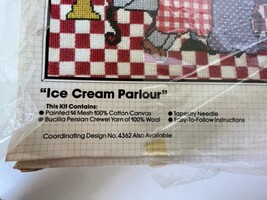 "Ice Cream Parlour"
This Kit Contains:
• Painted 14 Mesh 100% Cotton Canvas
• Bucilla Persian Crewel Yarn of 100% Wool
• Tapestry Needle
• Easy-To-Follow Instructions
Coordinating Design No. 4362 Also Available